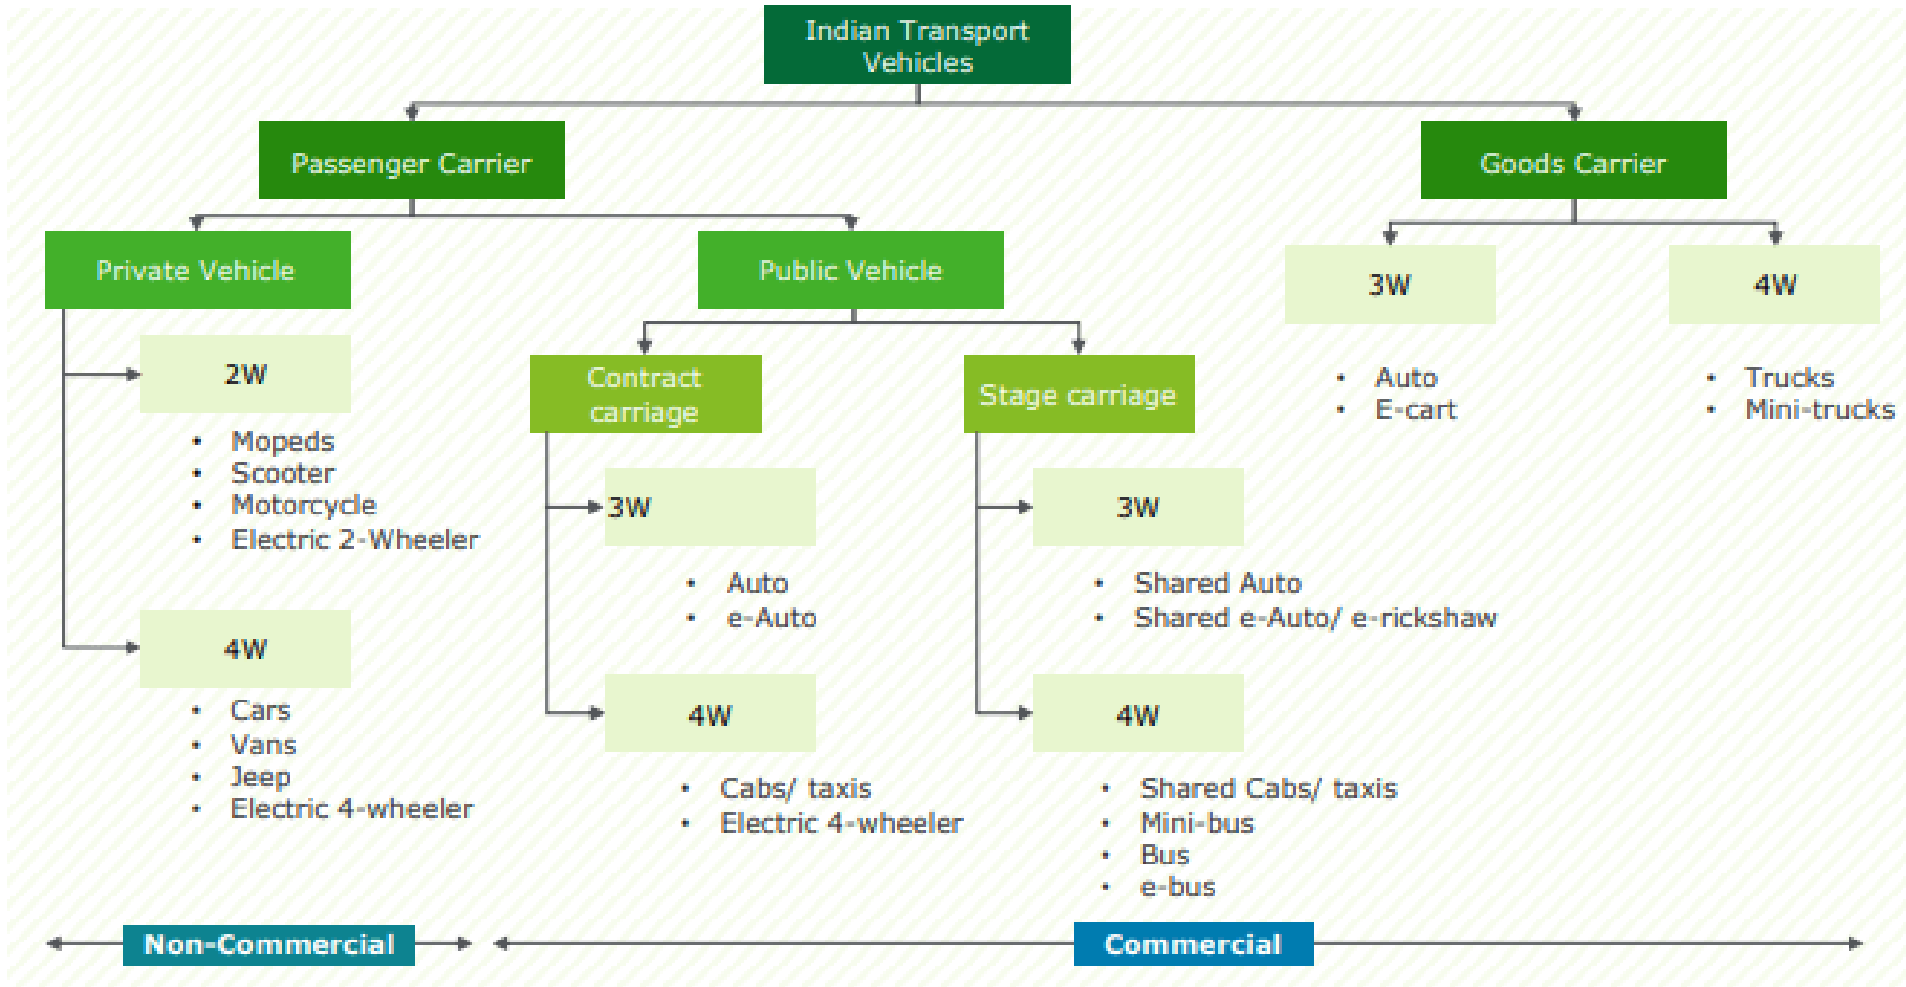 Indian Transport
Vehicles
Passenger Carrier
Goods Carrier
Private Vehicle
Public Vehicle
3W
4W
• Auto
• E-cart
• Trucks
• Mini-trucks
2W
• Mopeds
• Scooter
• Motorcycle
• Electric 2-Wheeler
4W
• Cars
• Vans
• Jeep
• Electric 4-wheeler
Contract
carriage
3W
• Auto
• e-Auto
4W
• Cabs/ taxis
• Electric 4-wheeler
Stage carriage
3W
• Shared Auto
• Shared e-Auto/ e-rickshaw
4W
• Shared Cabs/ taxis
• Mini-bus
• Bus
• e-bus
Non-Commercial
Commercial